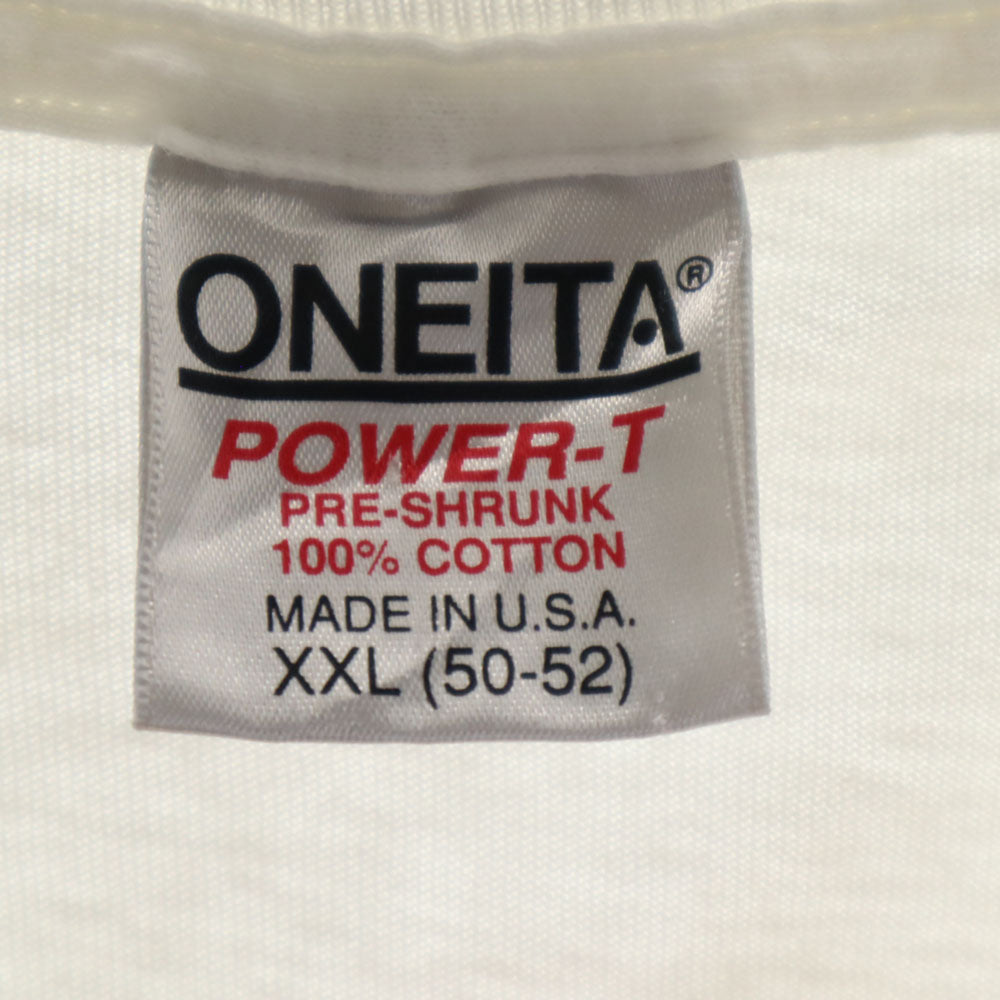 ONEITA®
POWER-T
PRE-SHRUNK
100% COTTON
MADE IN U.S.A.
XXL (50-52)